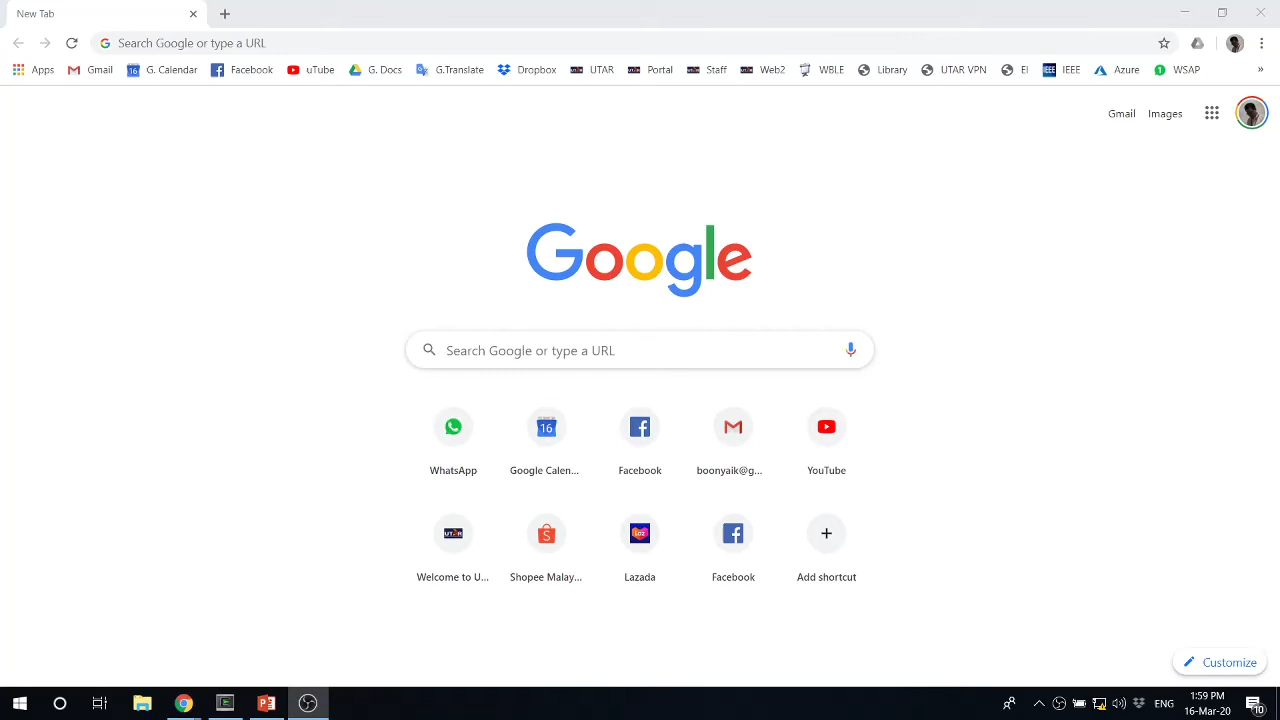 New Tab
Search Google or type a URL
Apps Gmail G. Calendar Facebook uTube G. Docs G.Translate Dropbox UTAR Portal Staff Web2 WBLE Library UTAR VPN EI IEEE Azure WSAP »
Gmail Images
Google
Search Google or type a URL
WhatsApp Google Calen... Facebook boonyaik@g... YouTube
Welcome to U... Shopee Malay... Lazada Facebook Add shortcut
Customize
ENG 1:59 PM
16-Mar-20